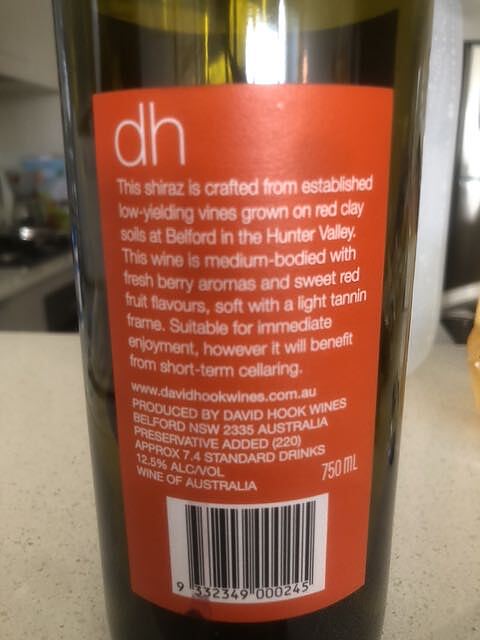 dh
This shiraz is crafted from established
low-yielding vines grown on red clay
soils at Belford in the Hunter Valley.
This wine is medium-bodied with
fresh berry aromas and sweet red
fruit flavours, soft with a light tannin
frame. Suitable for immediate
enjoyment, however it will benefit
from short-term cellaring.
www.davidhookwines.com.au
PRODUCED BY DAVID HOOK WINES
BELFORD NSW 2335 AUSTRALIA
PRESERVATIVE ADDED (220)
APPROX 7.4 STANDARD DRINKS
12.5% ALC/VOL
WINE OF AUSTRALIA
750 ML
9 332349 000245